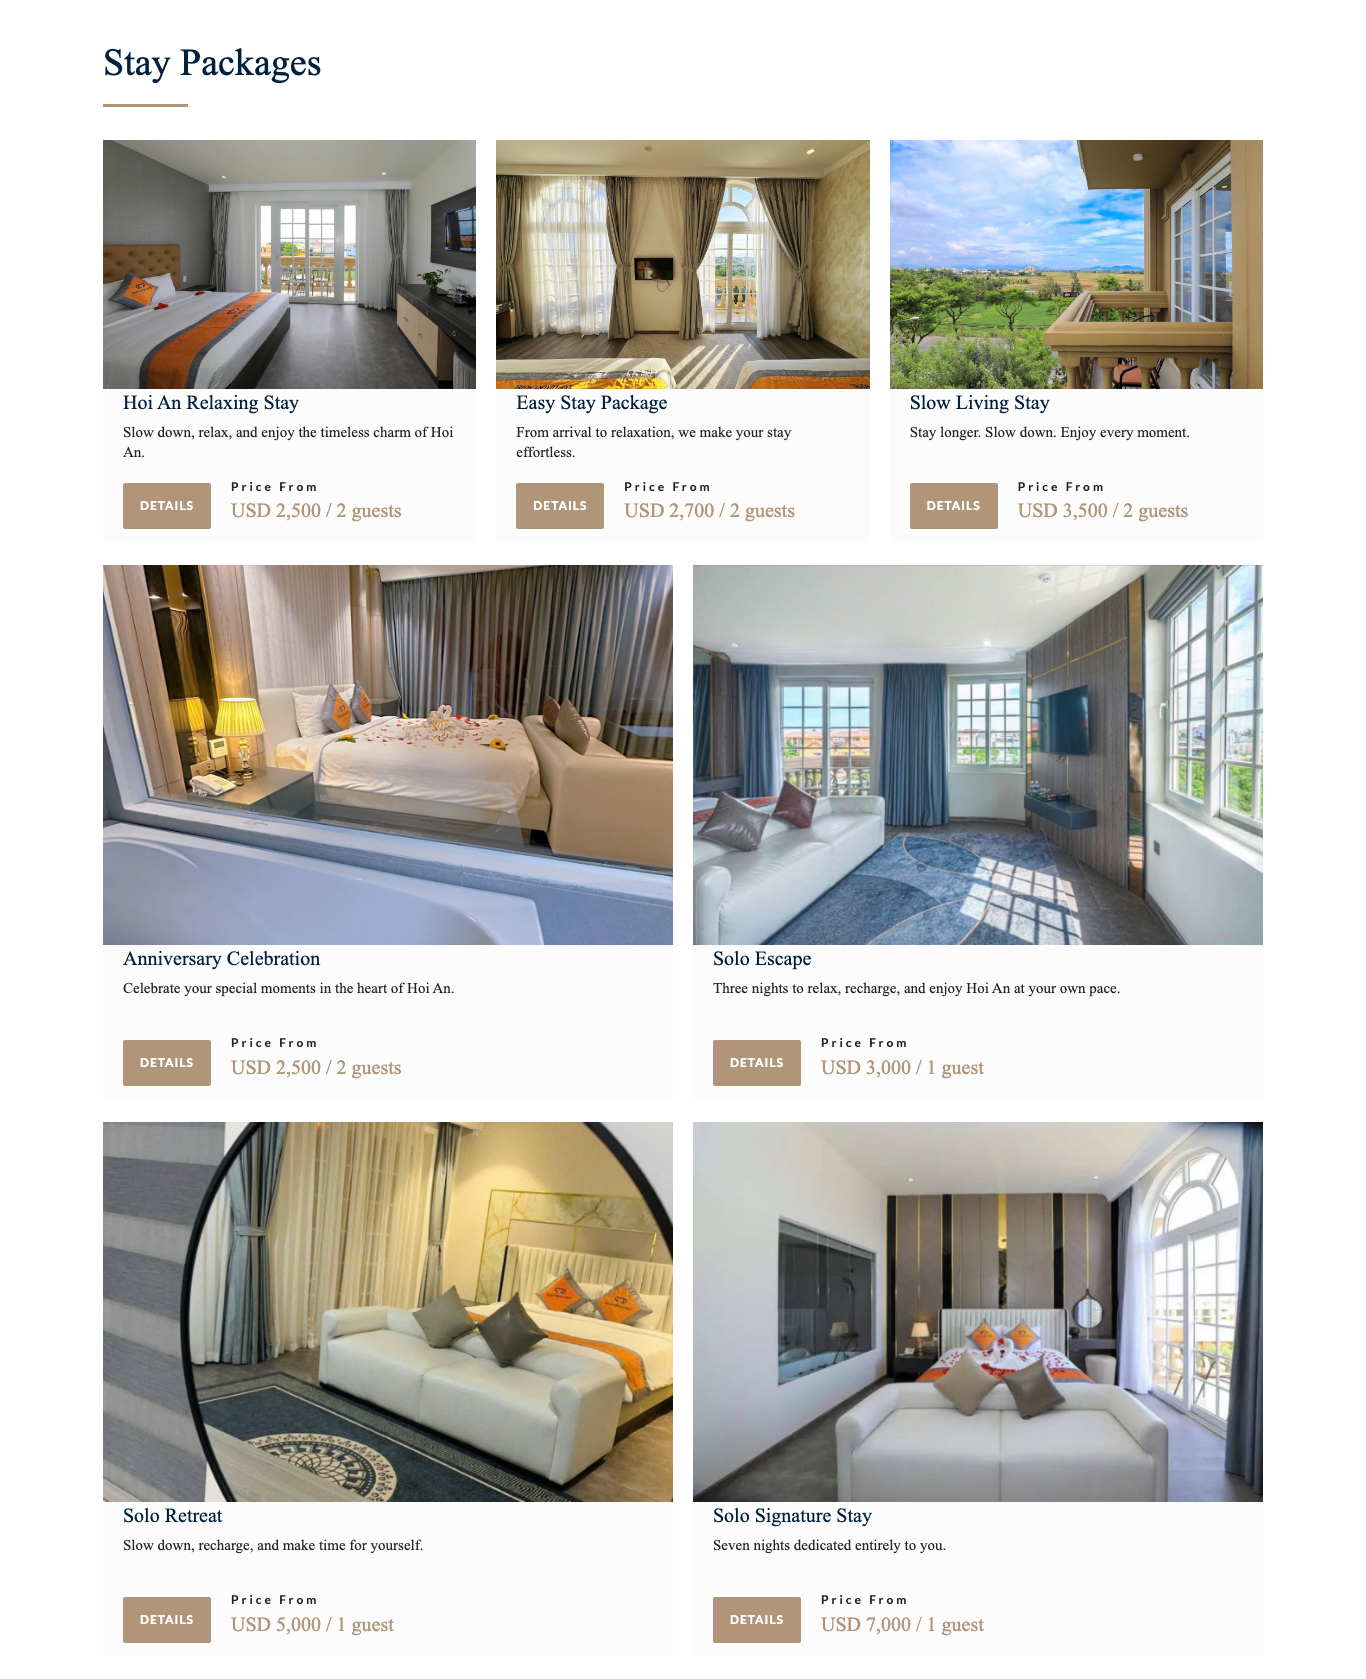 Stay Packages
Hoi An Relaxing Stay
Slow down, relax, and enjoy the timeless charm of Hoi
An.
DETAILS
Price From
USD 2,500 / 2 guests
Easy Stay Package
From arrival to relaxation, we make your stay
effortless.
DETAILS
Price From
USD 2,700 / 2 guests
Slow Living Stay
Stay longer. Slow down. Enjoy every moment.
DETAILS
Price From
USD 3,500 / 2 guests
Anniversary Celebration
Celebrate your special moments in the heart of Hoi An.
DETAILS
Price From
USD 2,500 / 2 guests
Solo Escape
Three nights to relax, recharge, and enjoy Hoi An at your own pace.
DETAILS
Price From
USD 3,000 / 1 guest
Solo Retreat
Slow down, recharge, and make time for yourself.
DETAILS
Price From
USD 5,000 / 1 guest
Solo Signature Stay
Seven nights dedicated entirely to you.
DETAILS
Price From
USD 7,000 / 1 guest